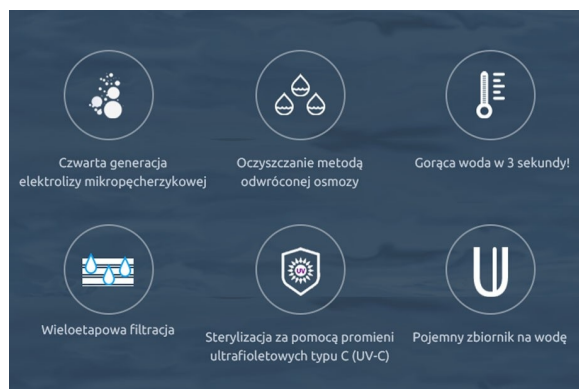 Czwarta generacja
elektrolizy mikropęcherzykowej
Oczyszczanie metodą
odwróconej osmozy
Gorąca woda w 3 sekundy!
Wieloetapowa filtracja
UV
Sterylizacja za pomocą promieni
ultrafioletowych typu C (UV-C)
Pojemny zbiornik na wodę